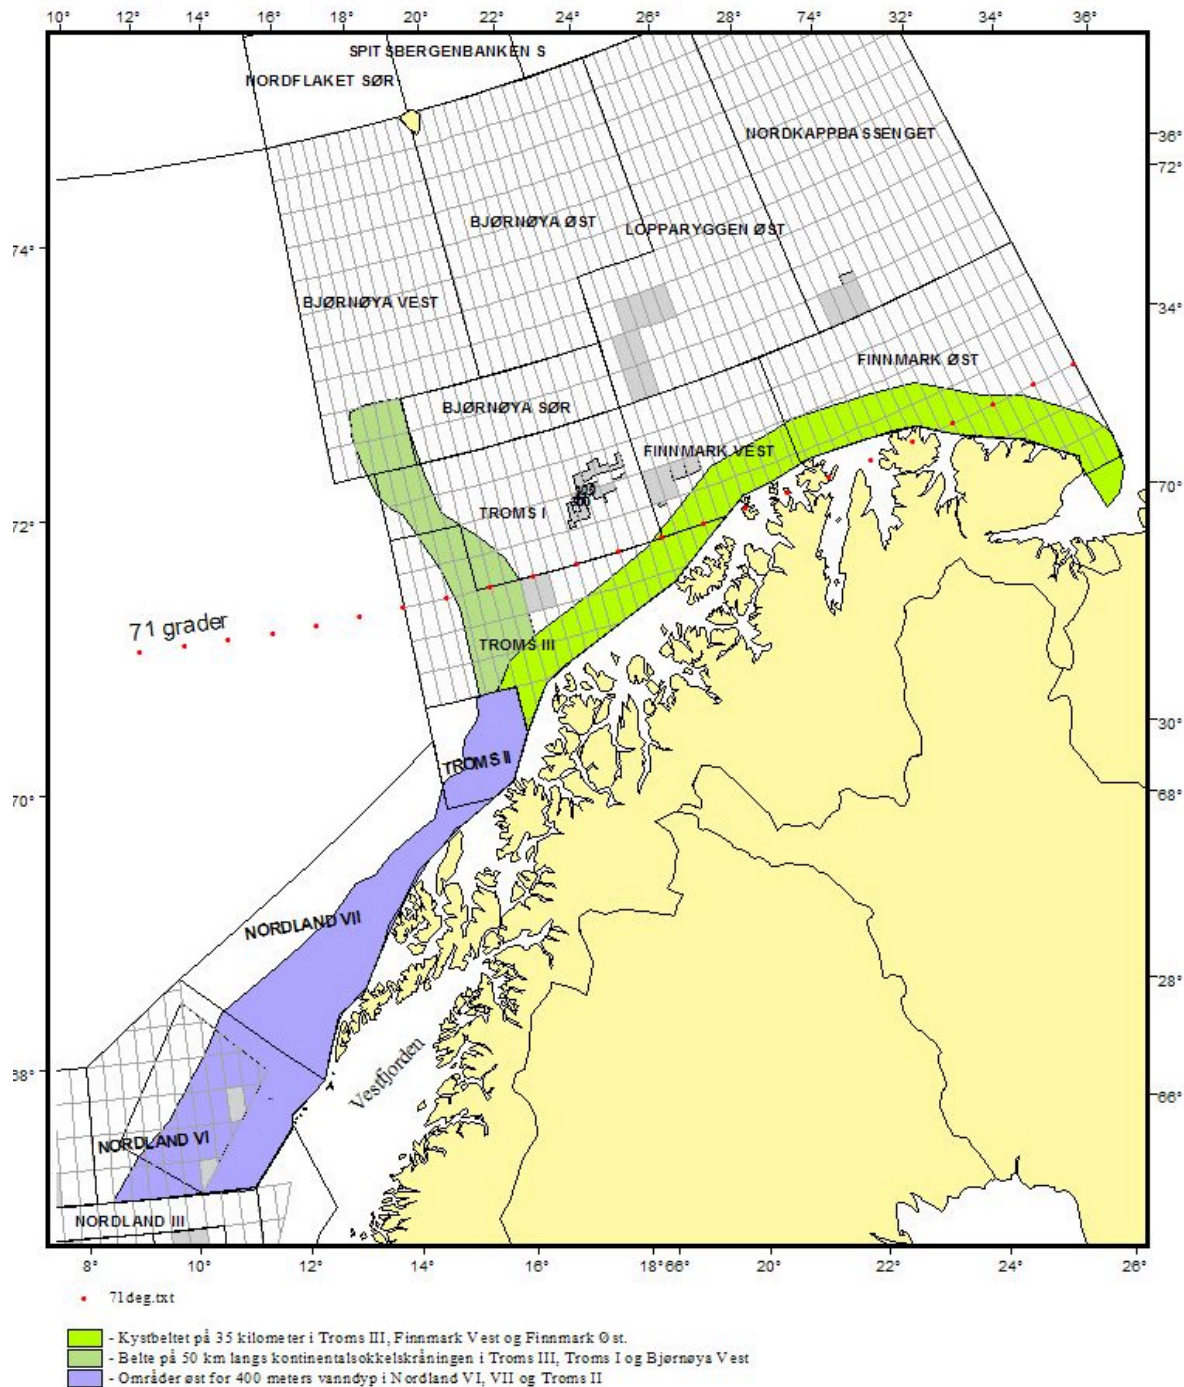 10° 12° 14° 16° 18° 20° 22° 24° 26° 28° 74° 32° 34° 36°
SPITSBERGENBANKEN S
NORDFLAKET SØR
NORDKAPPBASSENGET
36°
72°
BJØRNØYA ØST
LOPPARYGGEN ØST
74°
BJØRNØYA VEST
34°
FINNMARK ØST
BJØRNØYA SØR
FINNMARK VEST
70°
TROMS I
72°
71 grader
TROMS III
30°
TROMS II
70°
68°
NORDLAND VII
28°
Vestfjorden
68°
66°
NORDLAND VI
NORDLAND III
8° 10° 12° 14° 16° 18° 66° 20° 22° 24° 26°
71deg.txt
- Kystbeltet på 35 kilometer i Troms III, Finnmark Vest og Finnmark Øst.
- Belte på 50 km langs kontinentalsokkelskråningen i Troms III, Troms I og Bjørnøya Vest
- Områder øst for 400 meters vanndyp i Nordland VI, VII og Troms II